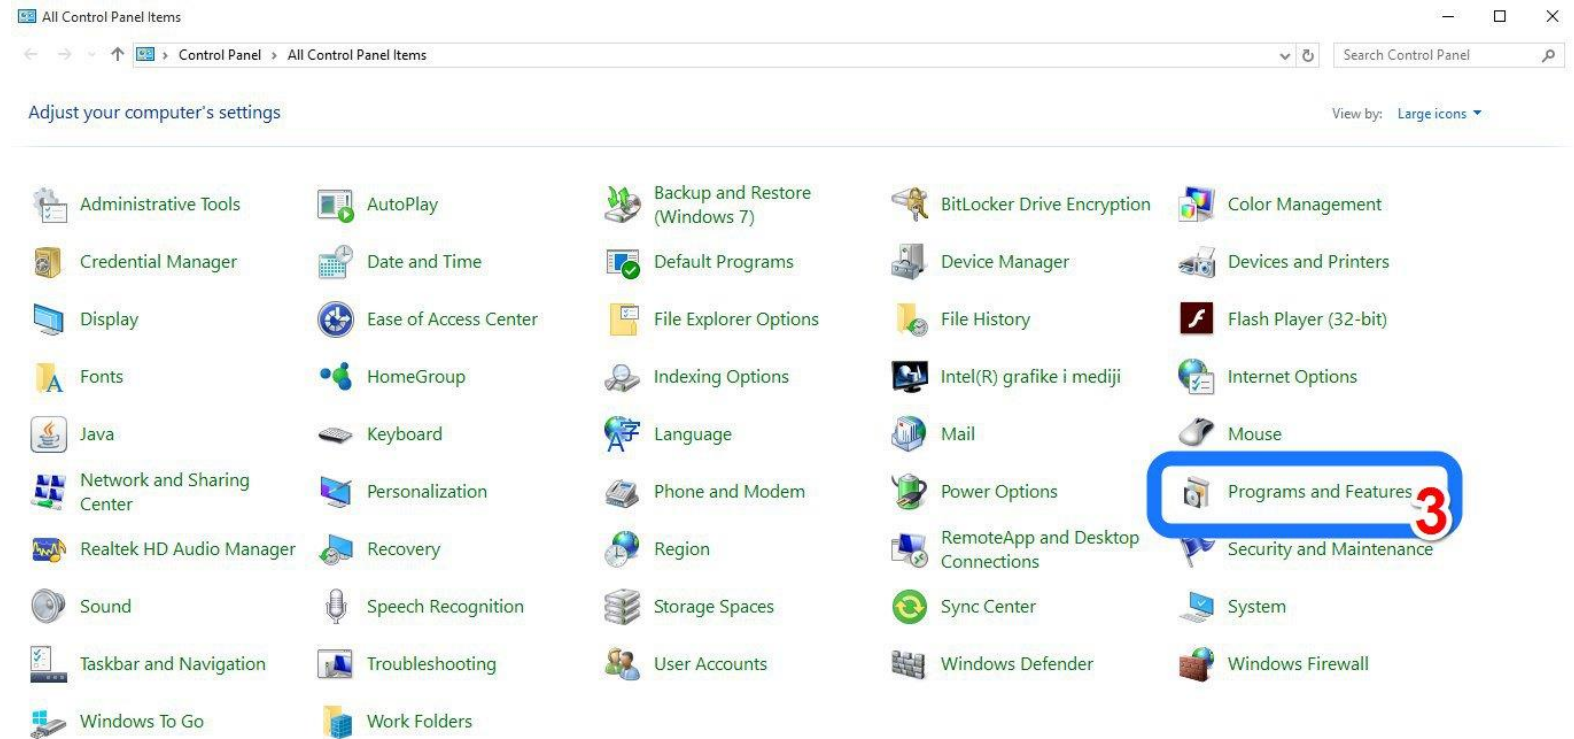 All Control Panel Items
Control Panel > All Control Panel Items
Search Control Panel
Adjust your computer's settings
View by: Large icons
Administrative Tools
AutoPlay
Backup and Restore
(Windows 7)
BitLocker Drive Encryption
Color Management
Credential Manager
Date and Time
Default Programs
Device Manager
Devices and Printers
Display
Ease of Access Center
File Explorer Options
File History
Flash Player (32-bit)
Fonts
HomeGroup
Indexing Options
Intel(R) grafike i mediji
Internet Options
Java
Keyboard
Language
Mail
Mouse
Network and Sharing
Center
Personalization
Phone and Modem
Power Options
Programs and Features
3
Realtek HD Audio Manager
Recovery
Region
RemoteApp and Desktop
Connections
Security and Maintenance
Sound
Speech Recognition
Storage Spaces
Sync Center
System
Taskbar and Navigation
Troubleshooting
User Accounts
Windows Defender
Windows Firewall
Windows To Go
Work Folders